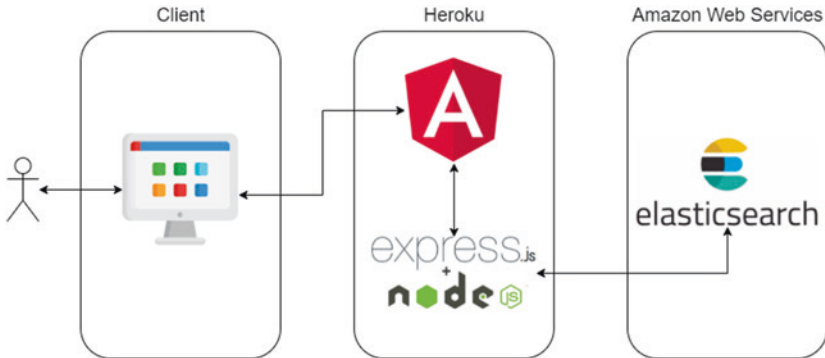 Client
Heroku
Amazon Web Services
A
express.js
+
node JS
elasticsearch